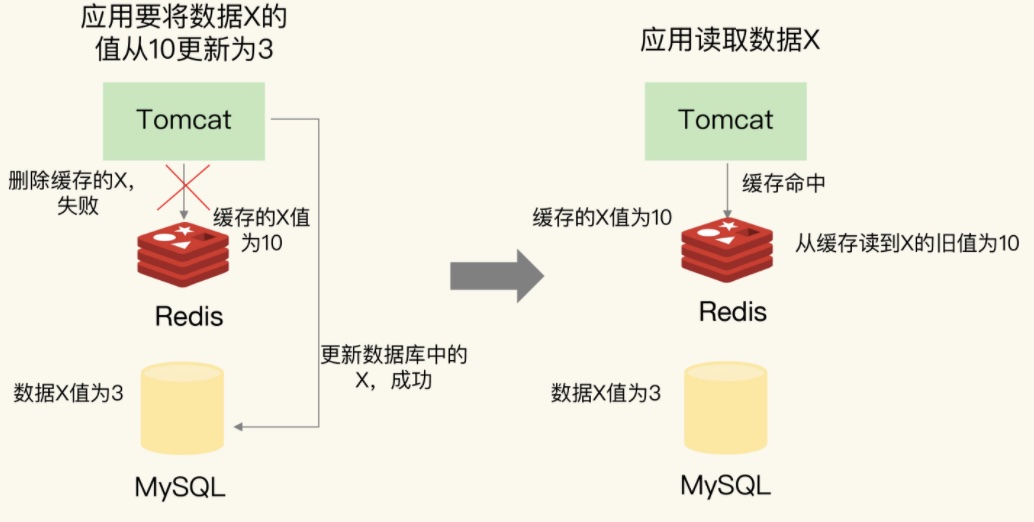 应用要将数据X的
值从10更新为3
Tomcat
删除缓存的X，
失败
缓存的X值
为10
Redis
更新数据库中的
X，成功
数据X值为3
MySQL
应用读取数据X
Tomcat
缓存命中
缓存的X值为10
从缓存读到X的旧值为10
Redis
数据X值为3
MySQL